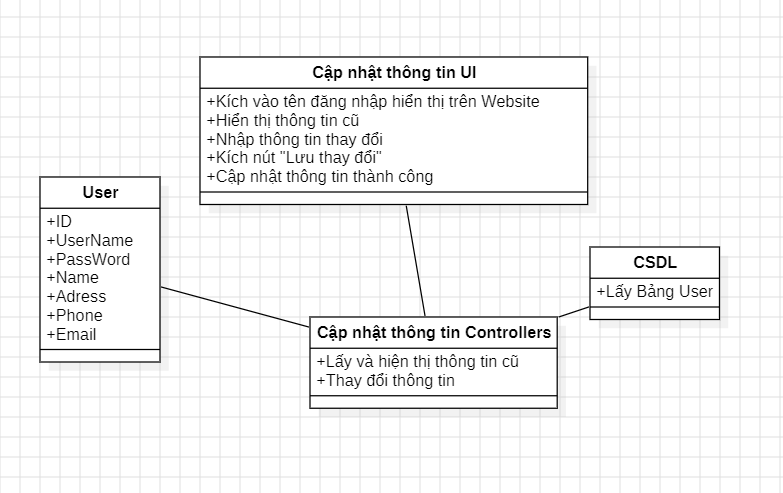 Cập nhật thông tin UI
+Kích vào tên đăng nhập hiển thị trên Website
+Hiển thị thông tin cũ
+Nhập thông tin thay đổi
+Kích nút "Lưu thay đổi"
+Cập nhật thông tin thành công
User
+ID
+UserName
+PassWord
+Name
+Adress
+Phone
+Email
CSDL
+Lấy Bảng User
Cập nhật thông tin Controllers
+Lấy và hiện thị thông tin cũ
+Thay đổi thông tin